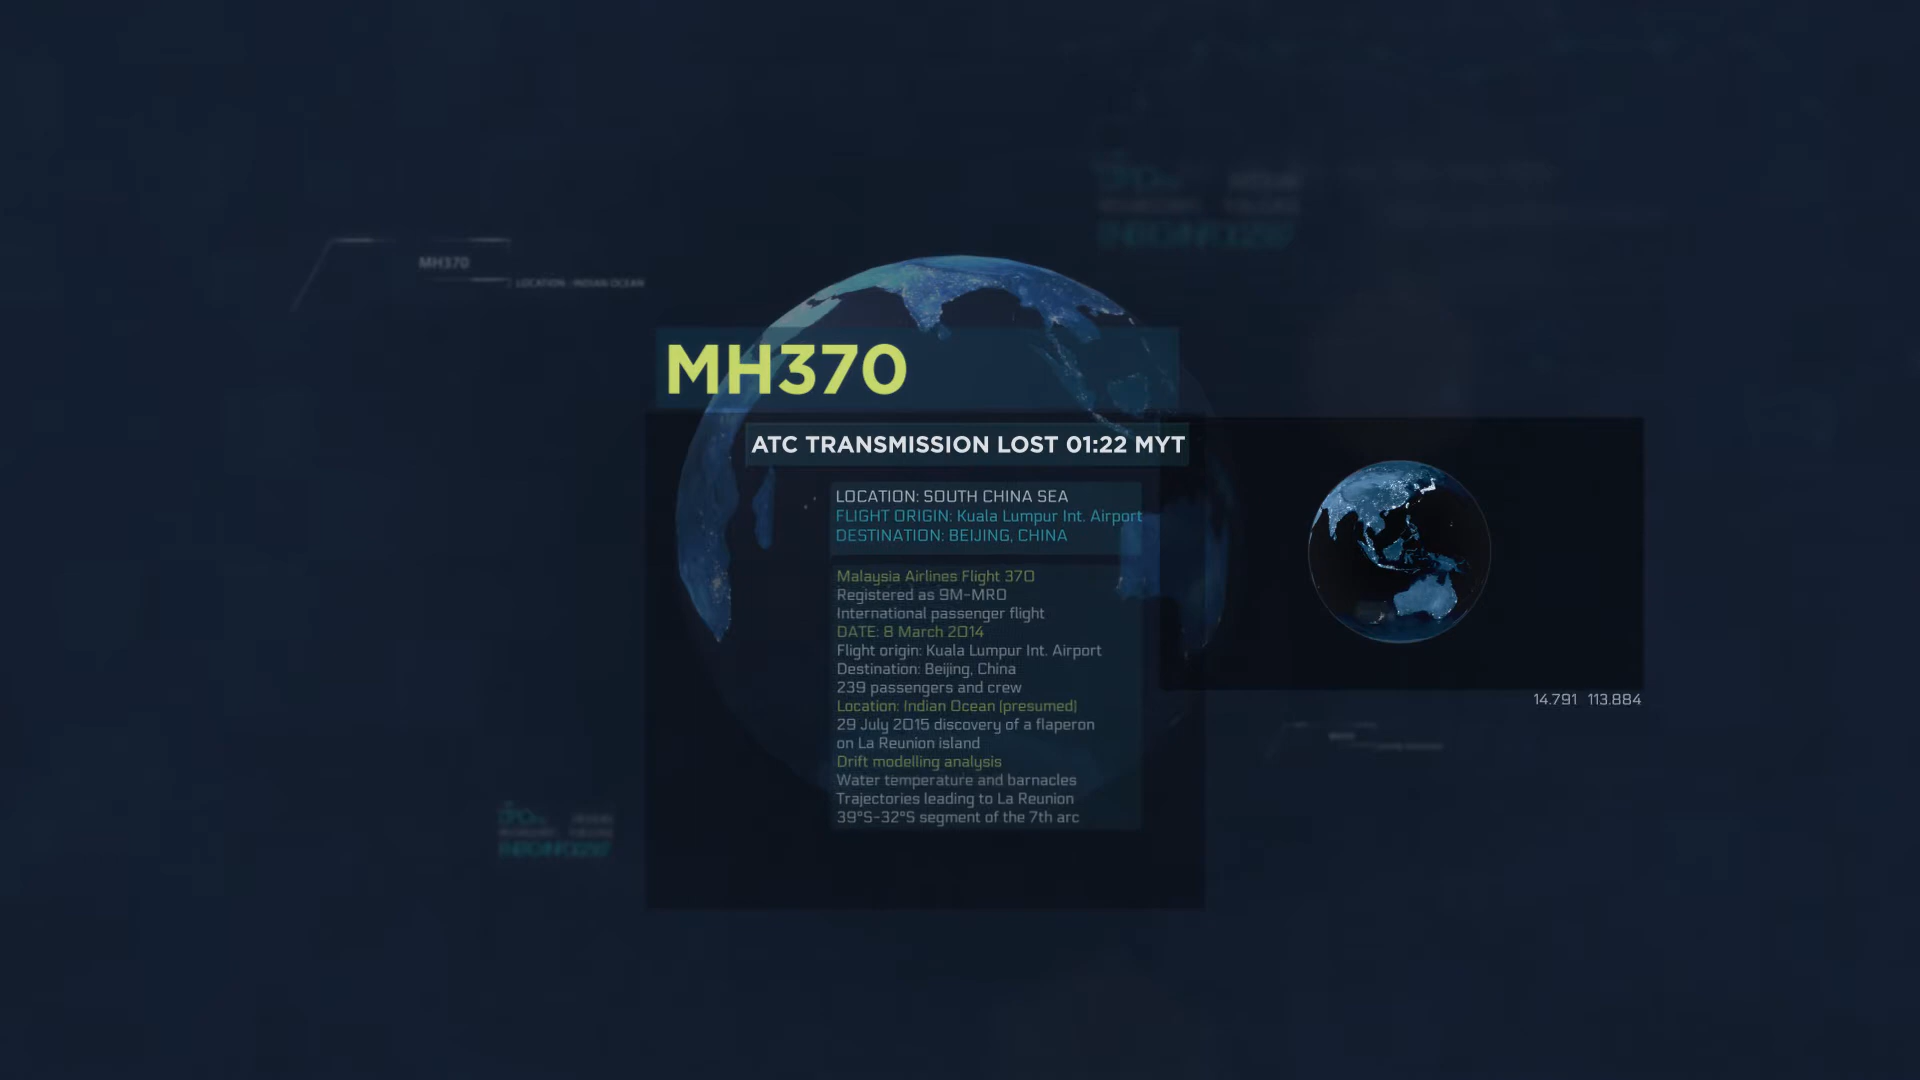 MH370
LOCATION : INDIAN OCEAN
MH370
ATC TRANSMISSION LOST 01:22 MYT
LOCATION: SOUTH CHINA SEA
FLIGHT ORIGIN: Kuala Lumpur Int. Airport
DESTINATION: BEIJING, CHINA
Malaysia Airlines Flight 370
Registered as 9M-MRO
International passenger flight
DATE: 8 March 2014
Flight origin: Kuala Lumpur Int. Airport
Destination: Beijing, China
239 passengers and crew
Location: Indian Ocean (presumed)
29 July 2015 discovery of a flaperon
on La Reunion island
Drift modelling analysis
Water temperature and barnacles
Trajectories leading to La Reunion
39°S-32°S segment of the 7th arc
14.791 113.884